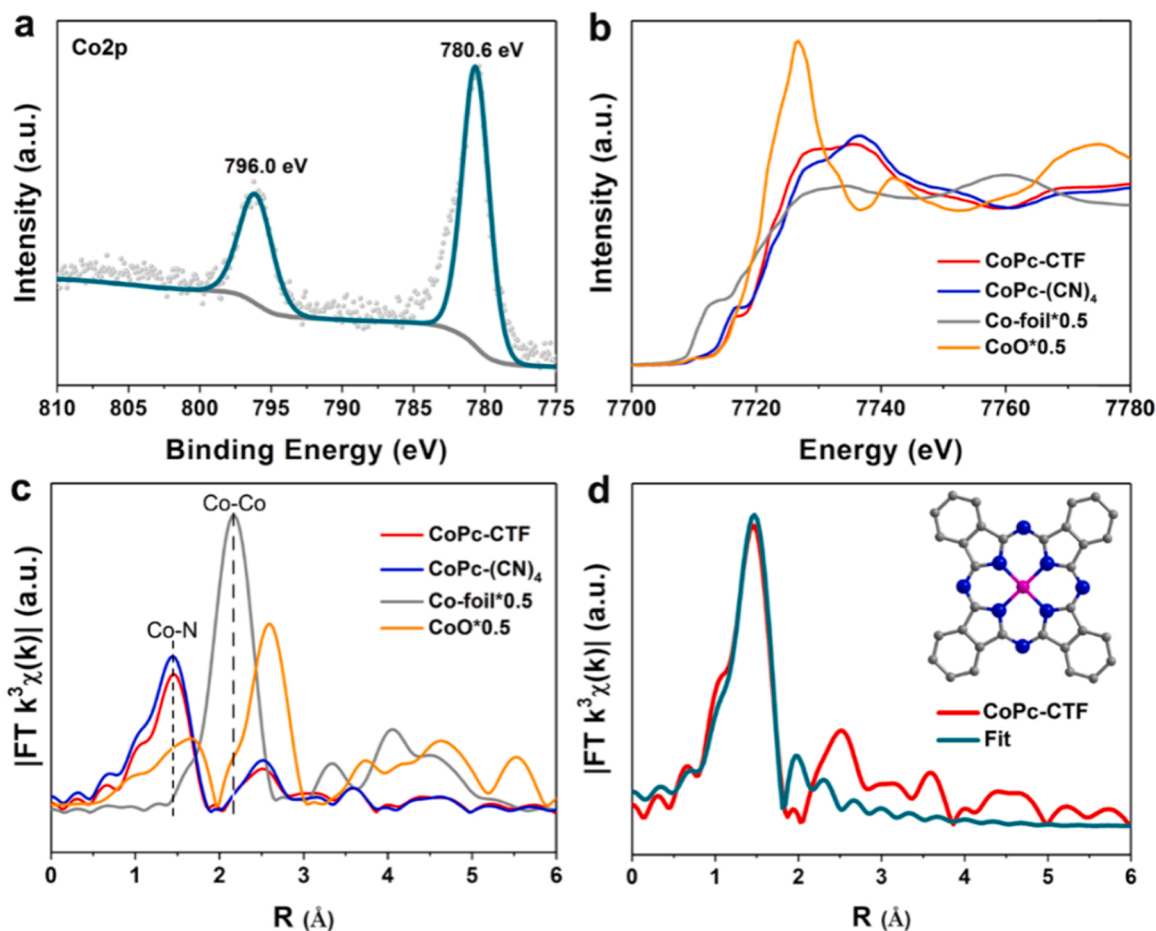 a
Co2p
780.6 eV
796.0 eV
Intensity (a.u.)
810 805 800 795 790 785 780 775
Binding Energy (eV)
b
Intensity (a.u.)
CoPc-CTF
CoPc-(CN)₄
Co-foil*0.5
CoO*0.5
7700 7720 7740 7760 7780
Energy (eV)
c
Co-Co
Co-N
CoPc-CTF
CoPc-(CN)₄
Co-foil*0.5
CoO*0.5
|FT k³χ(k)| (a.u.)
0 1 2 3 4 5 6
R (Å)
d
|FT k³χ(k)| (a.u.)
CoPc-CTF
Fit
0 1 2 3 4 5 6
R (Å)